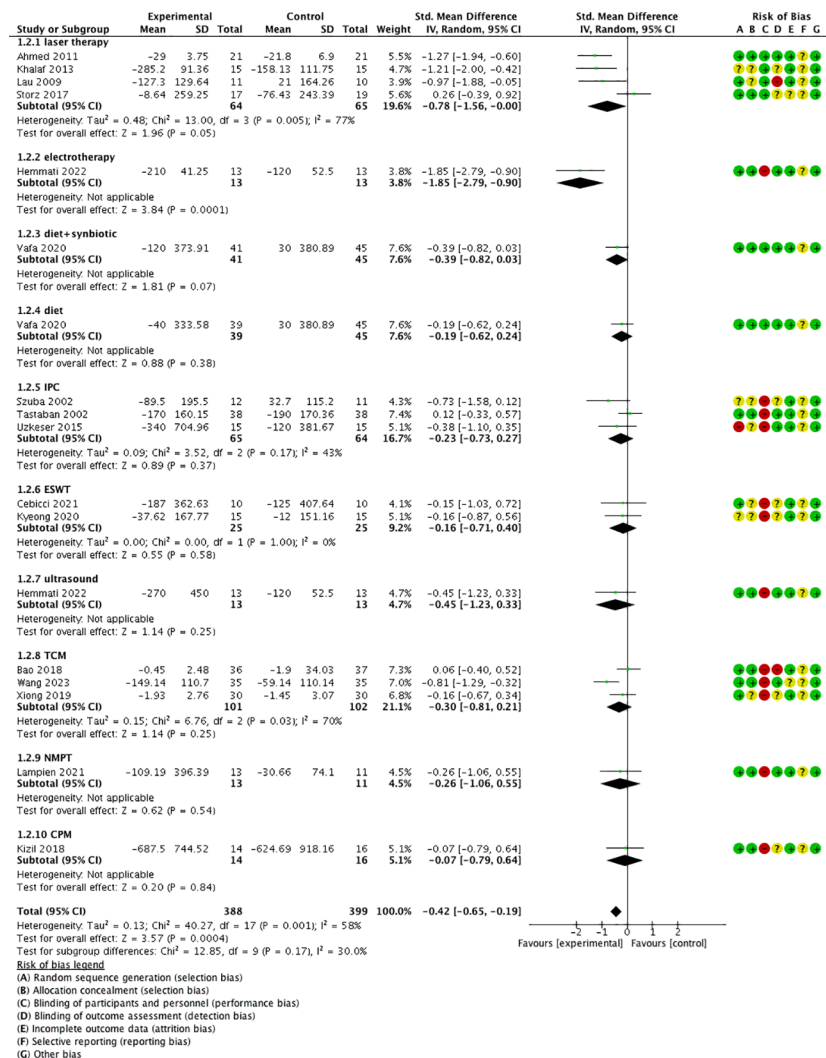 Experimental Control Std. Mean Difference Std. Mean Difference Risk of Bias
Study or Subgroup Mean SD Total Mean SD Total Weight IV, Random, 95% CI IV, Random, 95% CI A B C D E F G
1.2.1 laser therapy
Ahmed 2011 -29 3.75 21 -21.8 6.9 21 5.5% -1.27 [-1.94, -0.60] + + + + + + +
Khalaf 2013 -285.2 91.36 15 -158.13 111.75 15 4.7% -1.21 [-2.00, -0.42] ? ? + + + ? +
Lau 2009 -127.3 129.64 11 21 164.26 10 3.9% -0.97 [-1.88, -0.05] + ? + - + + +
Storz 2017 -8.64 259.25 17 -76.43 243.39 19 5.5% 0.26 [-0.39, 0.92] + + + ? ? ? +
Subtotal (95% CI) 64 65 19.6% -0.78 [-1.56, -0.00]
Heterogeneity: Tau² = 0.48; Chi² = 13.00, df = 3 (P = 0.005); I² = 77%
Test for overall effect: Z = 1.96 (P = 0.05)
1.2.2 electrotherapy
Hemmati 2022 -210 41.25 13 -120 52.5 13 3.8% -1.85 [-2.79, -0.90] + + - + + ? +
Subtotal (95% CI) 13 13 3.8% -1.85 [-2.79, -0.90]
Heterogeneity: Not applicable
Test for overall effect: Z = 3.84 (P = 0.0001)
1.2.3 diet+synbiotic
Vafa 2020 -120 373.91 41 30 380.89 45 7.6% -0.39 [-0.82, 0.03] + + + + + ? +
Subtotal (95% CI) 41 45 7.6% -0.39 [-0.82, 0.03]
Heterogeneity: Not applicable
Test for overall effect: Z = 1.81 (P = 0.07)
1.2.4 diet
Vafa 2020 -40 333.58 39 30 380.89 45 7.6% -0.19 [-0.62, 0.24] + + + + + ? +
Subtotal (95% CI) 39 45 7.6% -0.19 [-0.62, 0.24]
Heterogeneity: Not applicable
Test for overall effect: Z = 0.88 (P = 0.38)
1.2.5 IPC
Szuba 2002 -89.5 195.5 12 32.7 115.2 11 4.3% -0.73 [-1.58, 0.12] ? ? - ? + ? +
Tastaban 2002 -170 160.15 38 -190 170.36 38 7.4% 0.12 [-0.33, 0.57] + + - + + ? +
Uzkeser 2015 -340 704.96 15 -120 381.67 15 5.1% -0.38 [-1.10, 0.35] - ? - + + ? +
Subtotal (95% CI) 65 64 16.7% -0.23 [-0.73, 0.27]
Heterogeneity: Tau² = 0.09; Chi² = 3.52, df = 2 (P = 0.17); I² = 43%
Test for overall effect: Z = 0.89 (P = 0.37)
1.2.6 ESWT
Cebicci 2021 -187 362.63 10 -125 407.64 10 4.1% -0.15 [-1.03, 0.72] + ? - + + ? +
Kyeong 2020 -37.62 167.77 15 -12 151.16 15 5.1% -0.16 [-0.87, 0.56] ? ? - ? + ? +
Subtotal (95% CI) 25 25 9.2% -0.16 [-0.71, 0.40]
Heterogeneity: Tau² = 0.00; Chi² = 0.00, df = 1 (P = 1.00); I² = 0%
Test for overall effect: Z = 0.55 (P = 0.58)
1.2.7 ultrasound
Hemmati 2022 -270 450 13 -120 52.5 13 4.7% -0.45 [-1.23, 0.33] + + - + + ? +
Subtotal (95% CI) 13 13 4.7% -0.45 [-1.23, 0.33]
Heterogeneity: Not applicable
Test for overall effect: Z = 1.14 (P = 0.25)
1.2.8 TCM
Bao 2018 -0.45 2.48 36 -1.9 34.03 37 7.3% 0.06 [-0.40, 0.52] + + - - + + +
Wang 2023 -149.14 110.7 35 -59.14 110.14 35 7.0% -0.81 [-1.29, -0.32] + + - + ? ? +
Xiong 2019 -1.93 2.76 30 -1.45 3.07 30 6.8% -0.16 [-0.67, 0.34] + ? - ? + ? +
Subtotal (95% CI) 101 102 21.1% -0.30 [-0.81, 0.21]
Heterogeneity: Tau² = 0.15; Chi² = 6.76, df = 2 (P = 0.03); I² = 70%
Test for overall effect: Z = 1.14 (P = 0.25)
1.2.9 NMPT
Lampien 2021 -109.19 396.39 13 -30.66 74.1 11 4.5% -0.26 [-1.06, 0.55] + + - + + ? +
Subtotal (95% CI) 13 11 4.5% -0.26 [-1.06, 0.55]
Heterogeneity: Not applicable
Test for overall effect: Z = 0.62 (P = 0.54)
1.2.10 CPM
Kizil 2018 -687.5 744.52 14 -624.69 918.16 16 5.1% -0.07 [-0.79, 0.64] + + - ? + ? +
Subtotal (95% CI) 14 16 5.1% -0.07 [-0.79, 0.64]
Heterogeneity: Not applicable
Test for overall effect: Z = 0.20 (P = 0.84)
Total (95% CI) 388 399 100.0% -0.42 [-0.65, -0.19]
Heterogeneity: Tau² = 0.13; Chi² = 40.27, df = 17 (P = 0.001); I² = 58%
Test for overall effect: Z = 3.57 (P = 0.0004)
Test for subgroup differences: Chi² = 12.85, df = 9 (P = 0.17), I² = 30.0%
-2 -1 0 1 2
Favours [experimental] Favours [control]
Risk of bias legend
(A) Random sequence generation (selection bias)
(B) Allocation concealment (selection bias)
(C) Blinding of participants and personnel (performance bias)
(D) Blinding of outcome assessment (detection bias)
(E) Incomplete outcome data (attrition bias)
(F) Selective reporting (reporting bias)
(G) Other bias